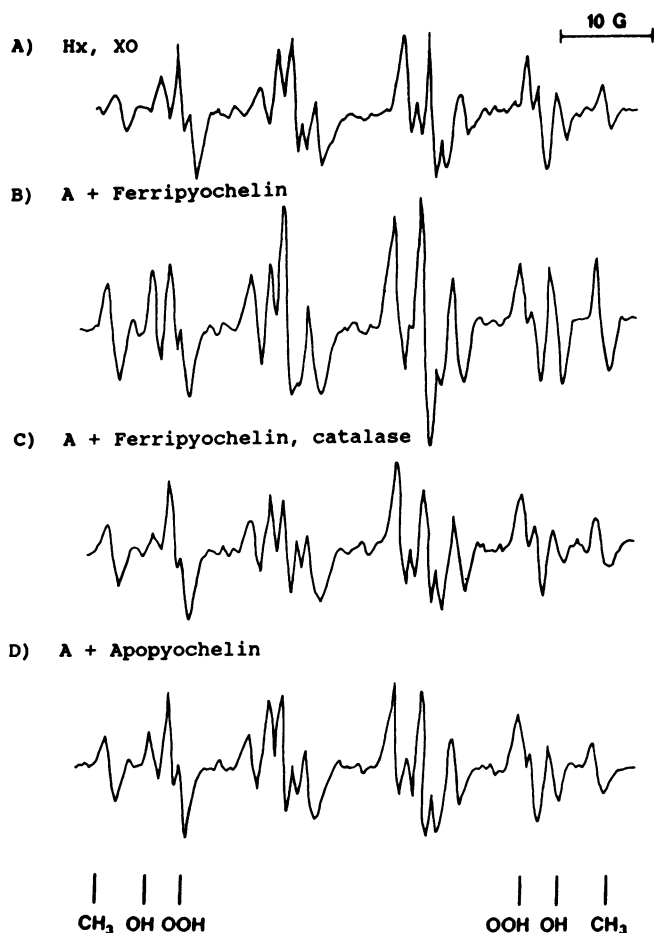 10 G
A) Hx, XO
B) A + Ferripyochelin
C) A + Ferripyochelin, catalase
D) A + Apopyochelin
CH₃ OH OOH OOH OH CH₃